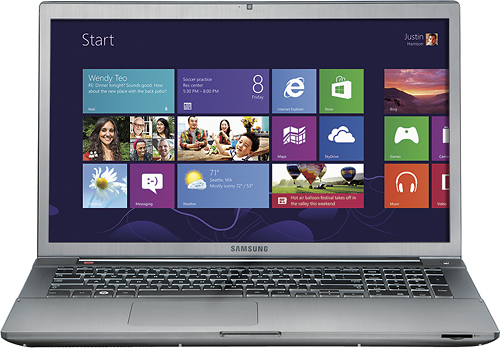 Start
Justin
Harrison
Wendy Teo
RE: Dinner tonight? Sounds good. How
about the new place with the back patio?
Mail
6
Soccer practice
Rec center
5:30 PM – 8:00 PM
8
Friday
Internet Explorer
Store
Maps
SkyDrive
Games
Messaging
71°
Seattle, WA
Mostly sunny 72° / 53°
Weather
Hot air balloon festival takes off in
the valley this weekend
Music
Video
SAMSUNG